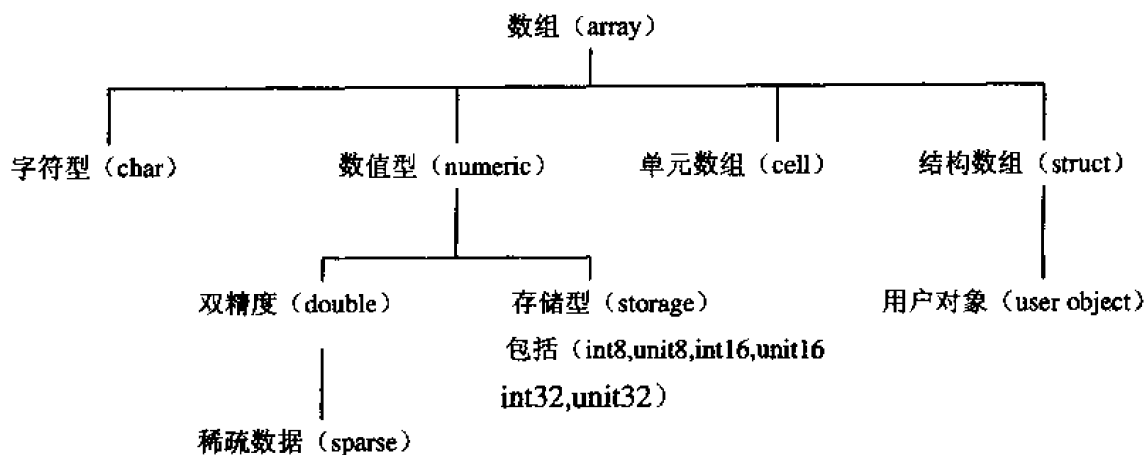 数组（array）
字符型（char）
数值型（numeric）
单元数组（cell）
结构数组（struct）
双精度（double）
存储型（storage）
用户对象（user object）
包括（int8,unit8,int16,unit16
int32,unit32）
稀疏数据（sparse）